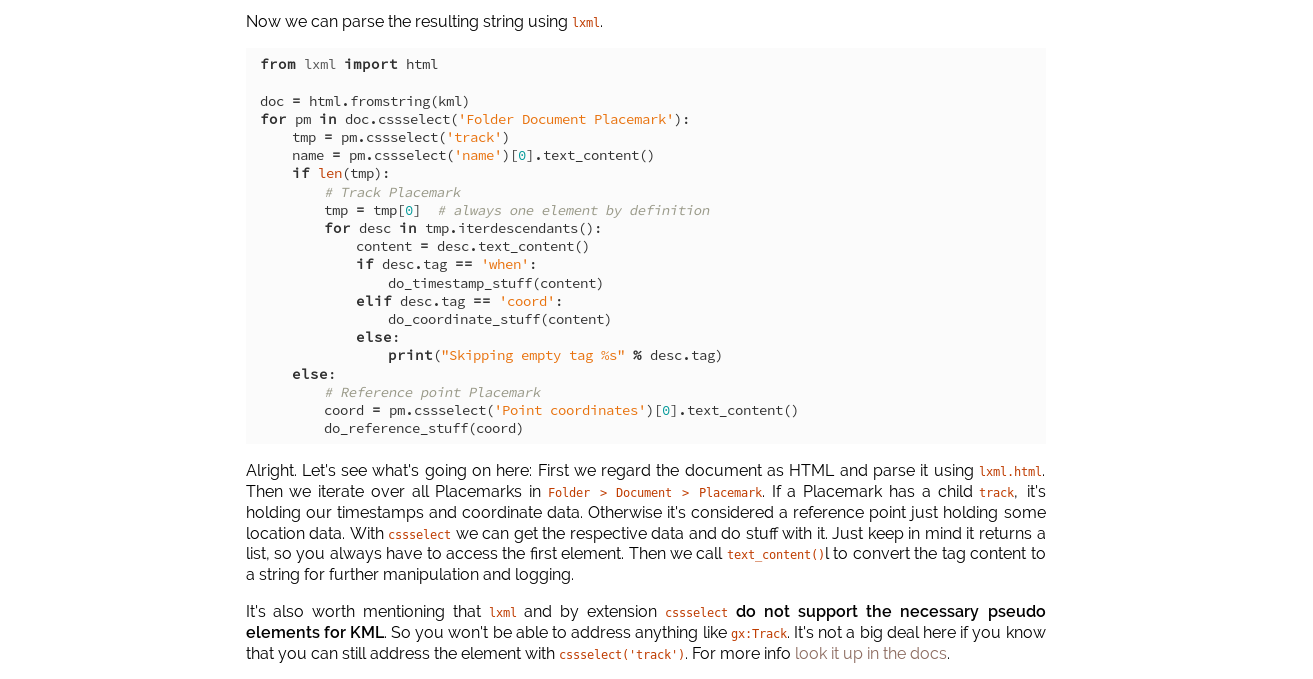 Now we can parse the resulting string using lxml.
from lxml import html
doc = html.fromstring(kml)
for pm in doc.cssselect('Folder Document Placemark'):
    tmp = pm.cssselect('track')
    name = pm.cssselect('name')[0].text_content()
    if len(tmp):
        # Track Placemark
        tmp = tmp[0]  # always one element by definition
        for desc in tmp.iterdescendants():
            content = desc.text_content()
            if desc.tag == 'when':
                do_timestamp_stuff(content)
            elif desc.tag == 'coord':
                do_coordinate_stuff(content)
            else:
                print("Skipping empty tag %s" % desc.tag)
    else:
        # Reference point Placemark
        coord = pm.cssselect('Point coordinates')[0].text_content()
        do_reference_stuff(coord)
Alright. Let's see what's going on here: First we regard the document as HTML and parse it using lxml.html.
Then we iterate over all Placemarks in Folder > Document > Placemark. If a Placemark has a child track, it's
holding our timestamps and coordinate data. Otherwise it's considered a reference point just holding some
location data. With cssselect we can get the respective data and do stuff with it. Just keep in mind it returns a
list, so you always have to access the first element. Then we call text_content()l to convert the tag content to
a string for further manipulation and logging.
It's also worth mentioning that lxml and by extension cssselect do not support the necessary pseudo
elements for KML. So you won't be able to address anything like gx:Track. It's not a big deal here if you know
that you can still address the element with cssselect('track'). For more info look it up in the docs.